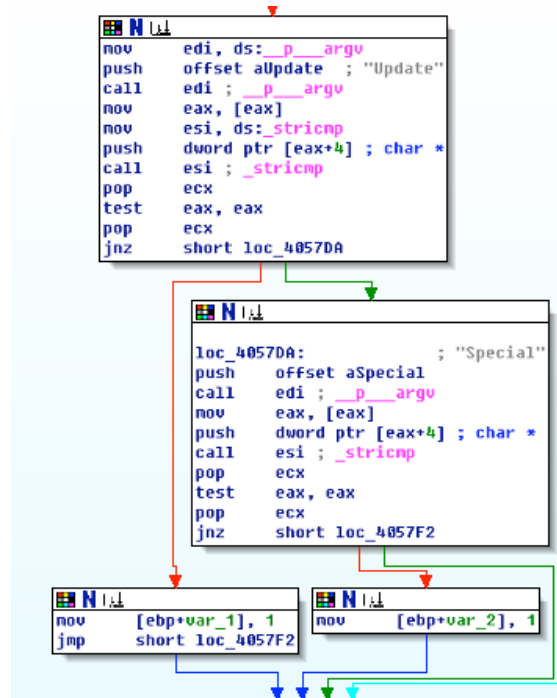 N
mov edi, ds:__p___argv
push offset aUpdate ; "Update"
call edi ; __p___argv
mov eax, [eax]
mov esi, ds:_stricmp
push dword ptr [eax+4] ; char *
call esi ; _stricmp
pop ecx
test eax, eax
pop ecx
jnz short loc_4057DA
N
loc_4057DA: ; "Special"
push offset aSpecial
call edi ; __p___argv
mov eax, [eax]
push dword ptr [eax+4] ; char *
call esi ; _stricmp
pop ecx
test eax, eax
pop ecx
jnz short loc_4057F2
N
mov [ebp+var_1], 1
jmp short loc_4057F2
N
mov [ebp+var_2], 1